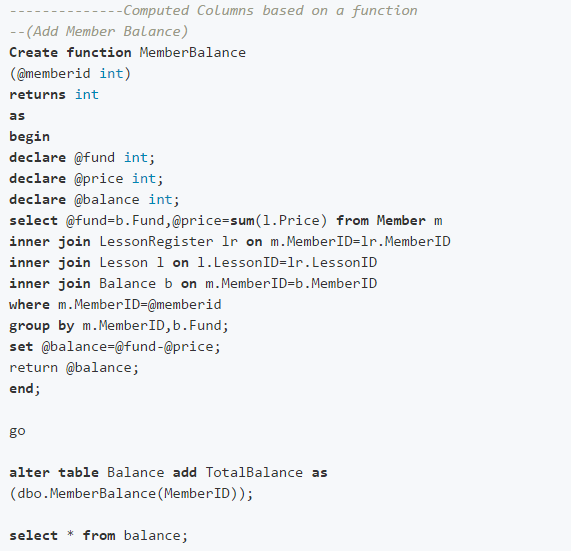 --------------Computed Columns based on a function
--(Add Member Balance)
Create function MemberBalance
(@memberid int)
returns int
as
begin
declare @fund int;
declare @price int;
declare @balance int;
select @fund=b.Fund,@price=sum(l.Price) from Member m
inner join LessonRegister lr on m.MemberID=lr.MemberID
inner join Lesson l on l.LessonID=lr.LessonID
inner join Balance b on m.MemberID=b.MemberID
where m.MemberID=@memberid
group by m.MemberID,b.Fund;
set @balance=@fund-@price;
return @balance;
end;
go
alter table Balance add TotalBalance as
(dbo.MemberBalance(MemberID));
select * from balance;